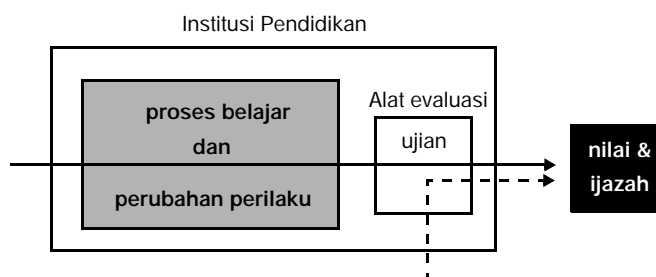 Institusi Pendidikan
proses belajar
dan
perubahan perilaku
Alat evaluasi
ujian
nilai &
ijazah